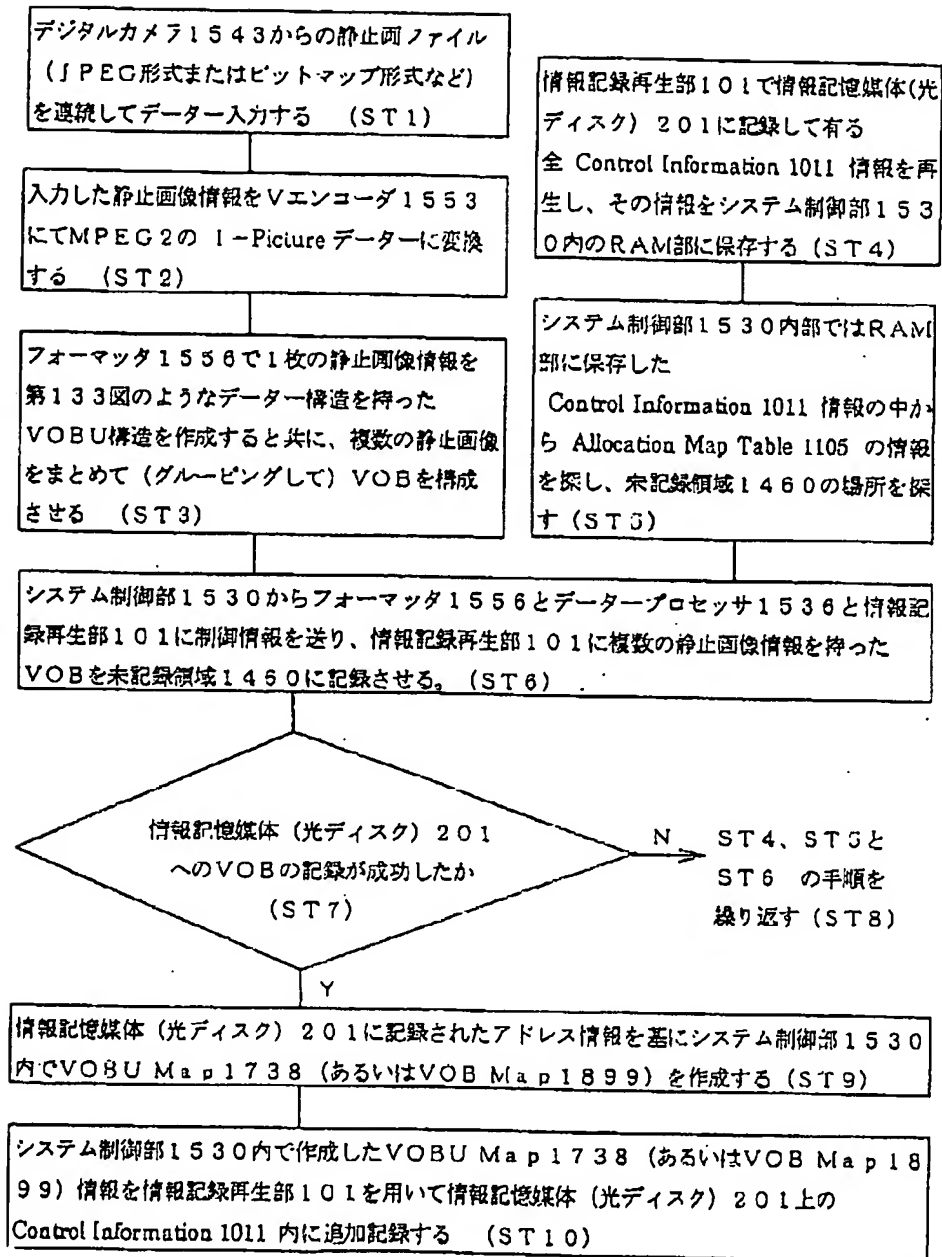 デジタルカメラ1543からの静止画ファイル
(JPEG形式またはビットマップ形式など)
を連続してデーター入力する (ST1)
入力した静止画像情報をVエンコーダ1553
にてMPEG2の I-Picture データーに変換
する (ST2)
フォーマッタ1556で1枚の静止画像情報を
第133図のようなデーター構造を持った
VOBU構造を作成すると共に、複数の静止画像
をまとめて(グルーピングして)VOBを構成
させる (ST3)
情報記録再生部101で情報記憶媒体(光
ディスク)201に記録して有る
全 Control Information 1011 情報を再
生し、その情報をシステム制御部153
0内のRAM部に保存する(ST4)
システム制御部1530内部ではRAM
部に保存した
Control Information 1011 情報の中か
ら Allocation Map Table 1105 の情報
を探し、未記録領域1460の場所を探
す(ST5)
システム制御部1530からフォーマッタ1556とデータープロセッサ1536と情報記
録再生部101に制御情報を送り、情報記録再生部101に複数の静止画像情報を持った
VOBを未記録領域1460に記録させる。(ST6)
情報記憶媒体(光ディスク)201
へのVOBの記録が成功したか
(ST7)
N
ST4、ST5と
ST6 の手順を
繰り返す(ST8)
Y
情報記憶媒体(光ディスク)201に記録されたアドレス情報を基にシステム制御部1530
内でVOBU Map1738(あるいはVOB Map1899)を作成する(ST9)
システム制御部1530内で作成したVOBU Map1738(あるいはVOB Map18
99)情報を情報記録再生部101を用いて情報記憶媒体(光ディスク)201上の
Control Information 1011 内に追加記録する (ST10)